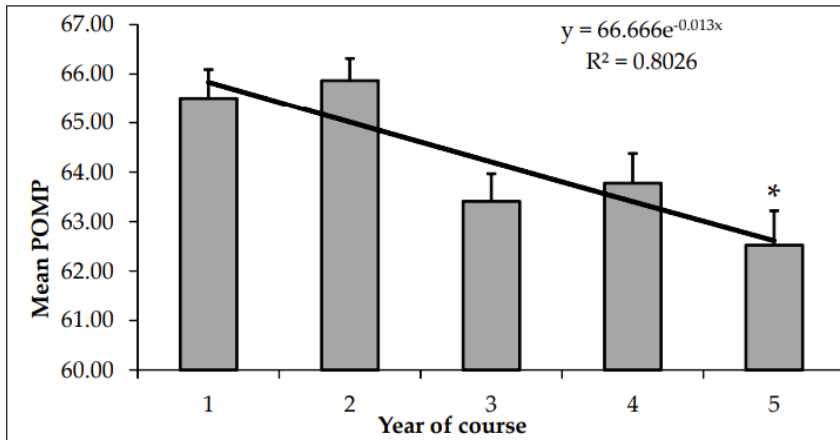 y = 66.666e^-0.013x
R² = 0.8026
Mean POMP
67.00
66.00
65.00
64.00
63.00
62.00
61.00
60.00
*
1 2 3 4 5
Year of course